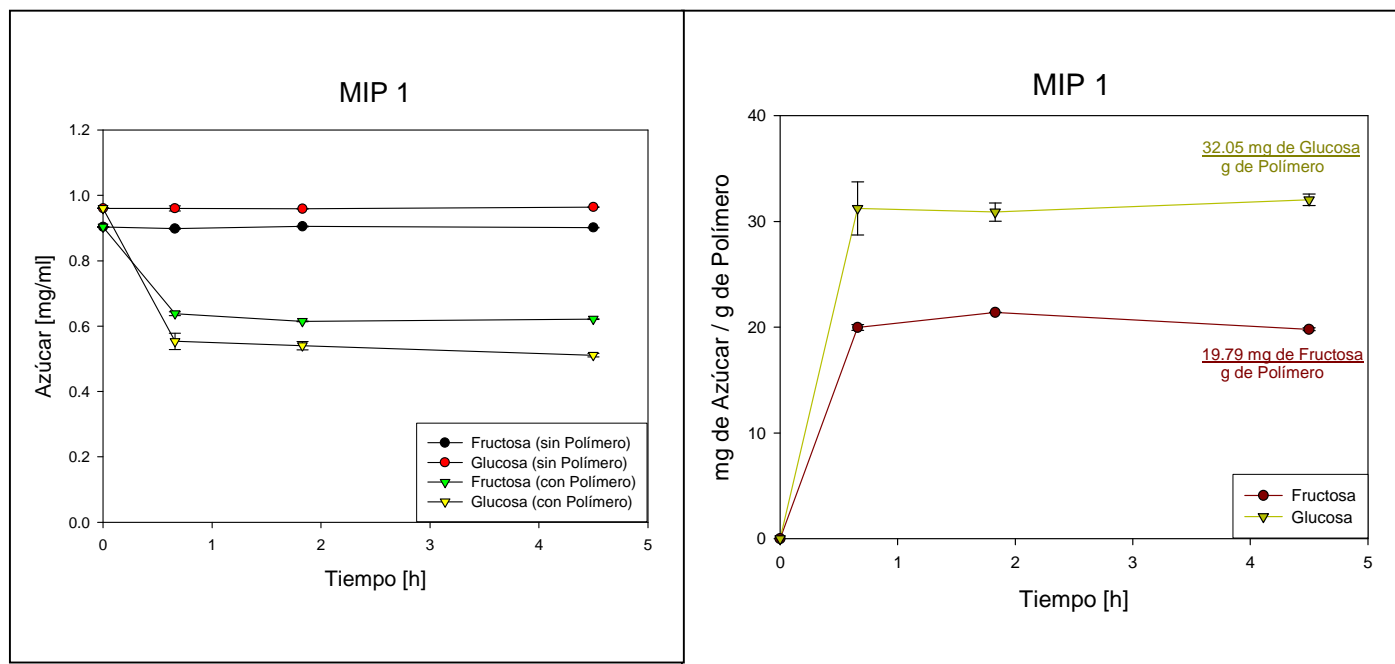 MIP 1
Azúcar [mg/ml]
1.2
1.0
0.8
0.6
0.4
0.2
0.0
0 1 2 3 4 5
Tiempo [h]
Fructosa (sin Polímero)
Glucosa (sin Polímero)
Fructosa (con Polímero)
Glucosa (con Polímero)
MIP 1
mg de Azúcar / g de Polímero
40
30
20
10
0
0 1 2 3 4 5
Tiempo [h]
32.05 mg de Glucosa
g de Polímero
19.79 mg de Fructosa
g de Polímero
Fructosa
Glucosa